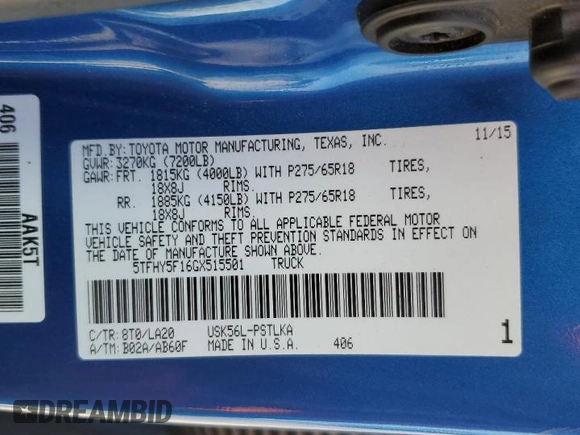 406
AAK5T
MFD.BY:TOYOTA MOTOR MANUFACTURING, TEXAS, INC. 11/15
GVWR:3270KG (7200LB)
GAWR:FRT. 1815KG (4000LB) WITH P275/65R18 TIRES,
18X8J RIMS.
RR. 1885KG (4150LB) WITH P275/65R18 TIRES,
18X8J RIMS.
THIS VEHICLE CONFORMS TO ALL APPLICABLE FEDERAL MOTOR
VEHICLE SAFETY AND THEFT PREVENTION STANDARDS IN EFFECT ON
THE DATE OF MANUFACTURE SHOWN ABOVE.
5TFHY5F16GX515501 TRUCK
C/TR:8T0/LA20 USK56L-PSTLKA
A/TM:B02A/AB60F MADE IN U.S.A. 406
1
DREAMBID